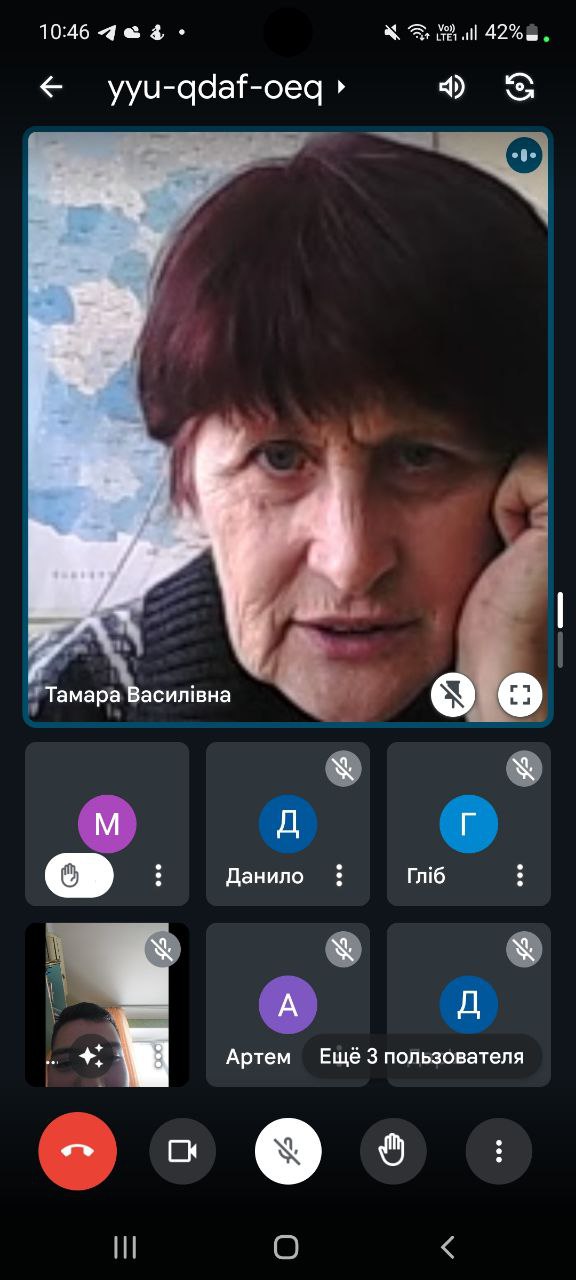 10:46
Vo)) LTE1 42%
yyu-qdaf-oeq
Тамара Василівна
М
Д
Данило
Г
Гліб
...
А
Артем
Д
Ещё 3 пользователя